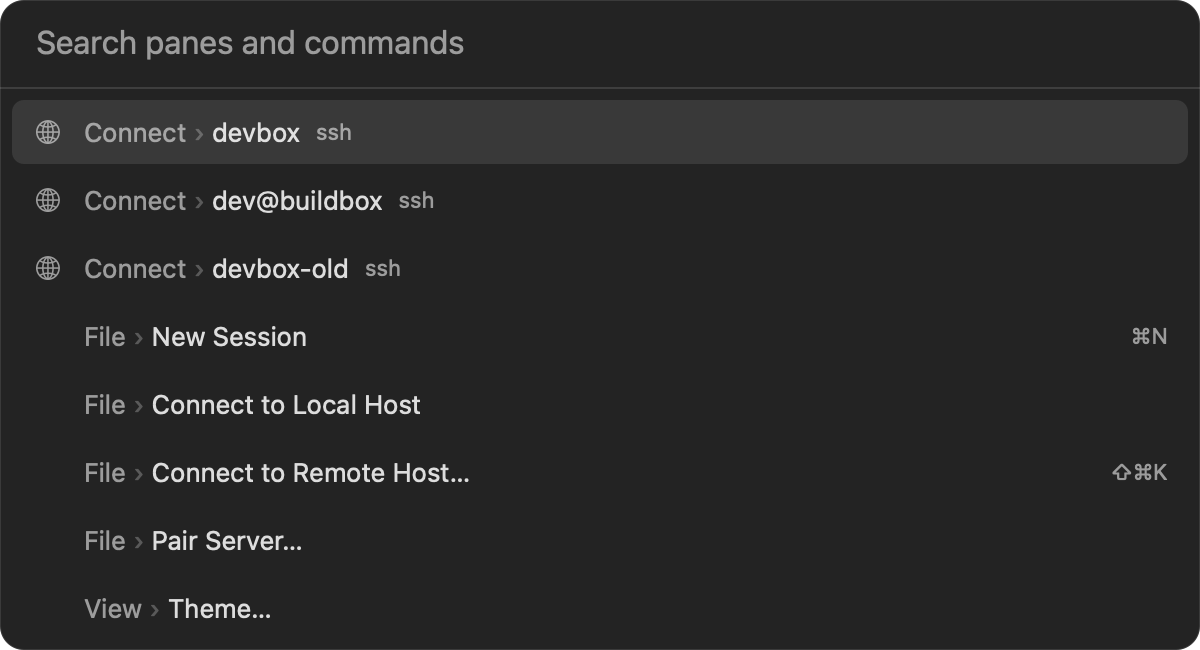 Search panes and commands
Connect › devbox ssh
Connect › dev@buildbox ssh
Connect › devbox-old ssh
File › New Session ⌘N
File › Connect to Local Host
File › Connect to Remote Host... ⇧⌘K
File › Pair Server...
View › Theme...